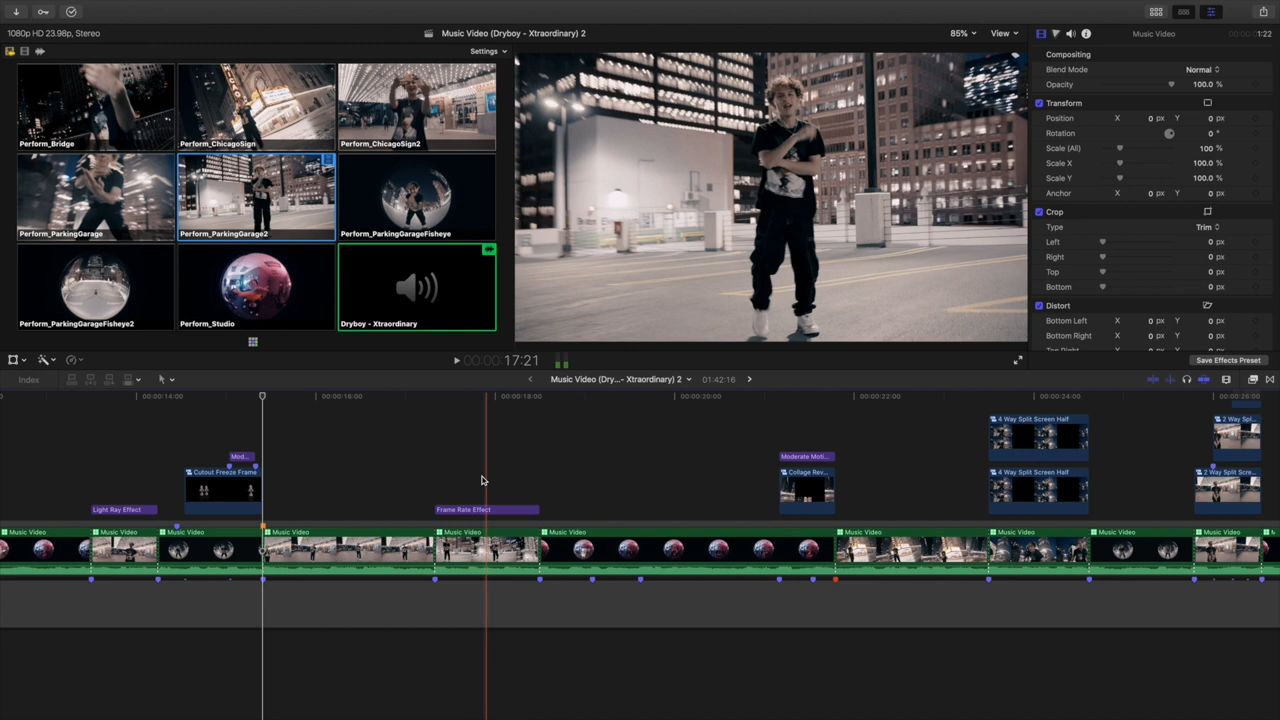 1080p HD 23.98p, Stereo
Music Video (Dryboy - Xtraordinary) 2
85%
View
Music Video
1:22
Settings
Perform_Bridge
Perform_ChicagoSign
Perform_ChicagoSign2
Perform_ParkingGarage
Perform_ParkingGarage2
Perform_ParkingGarageFisheye
Perform_ParkingGarageFisheye2
Perform_Studio
Dryboy - Xtraordinary
Compositing
Blend Mode
Normal
Opacity
100.0 %
Transform
Position X 0 px Y 0 px
Rotation 0 °
Scale (All) 100 %
Scale X 100.0 %
Scale Y 100.0 %
Anchor X 0 px Y 0 px
Crop
Type Trim
Left 0 px
Right 0 px
Top 0 px
Bottom 0 px
Distort
Bottom Left X 0 px Y 0 px
Bottom Right X 0 px Y 0 px
Save Effects Preset
00:00:17:21
Index
Music Video (Dry...- Xtraordinary) 2
01:42:16
00:00:14:00
00:00:16:00
00:00:18:00
00:00:20:00
00:00:22:00
00:00:24:00
00:00:26:00
4 Way Split Screen Half
2 Way Spl...
Mod...
Moderate Moti...
Cutout Freeze Frame
Collage Rev...
4 Way Split Screen Half
2 Way Split Scre...
Light Ray Effect
Frame Rate Effect
Music Video
Music Video
Music Video
Music Video
Music Video
Music Video
Music Video
Music Video
Music Video
Music Video